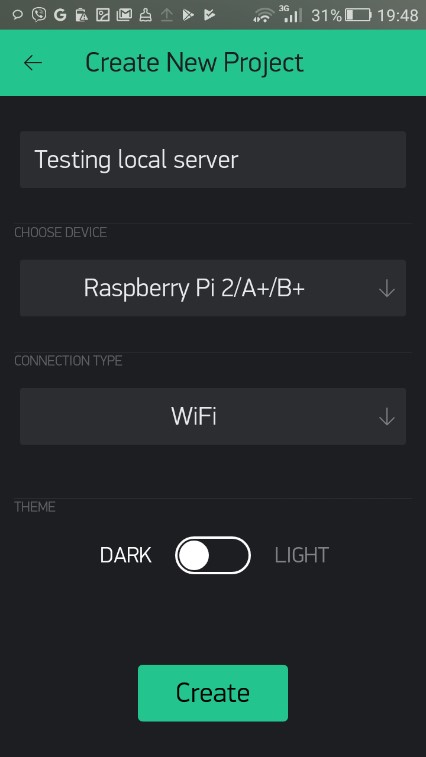 3G 31% 19:48
Create New Project
Testing local server
CHOOSE DEVICE
Raspberry Pi 2/A+/B+
CONNECTION TYPE
WiFi
THEME
DARK LIGHT
Create